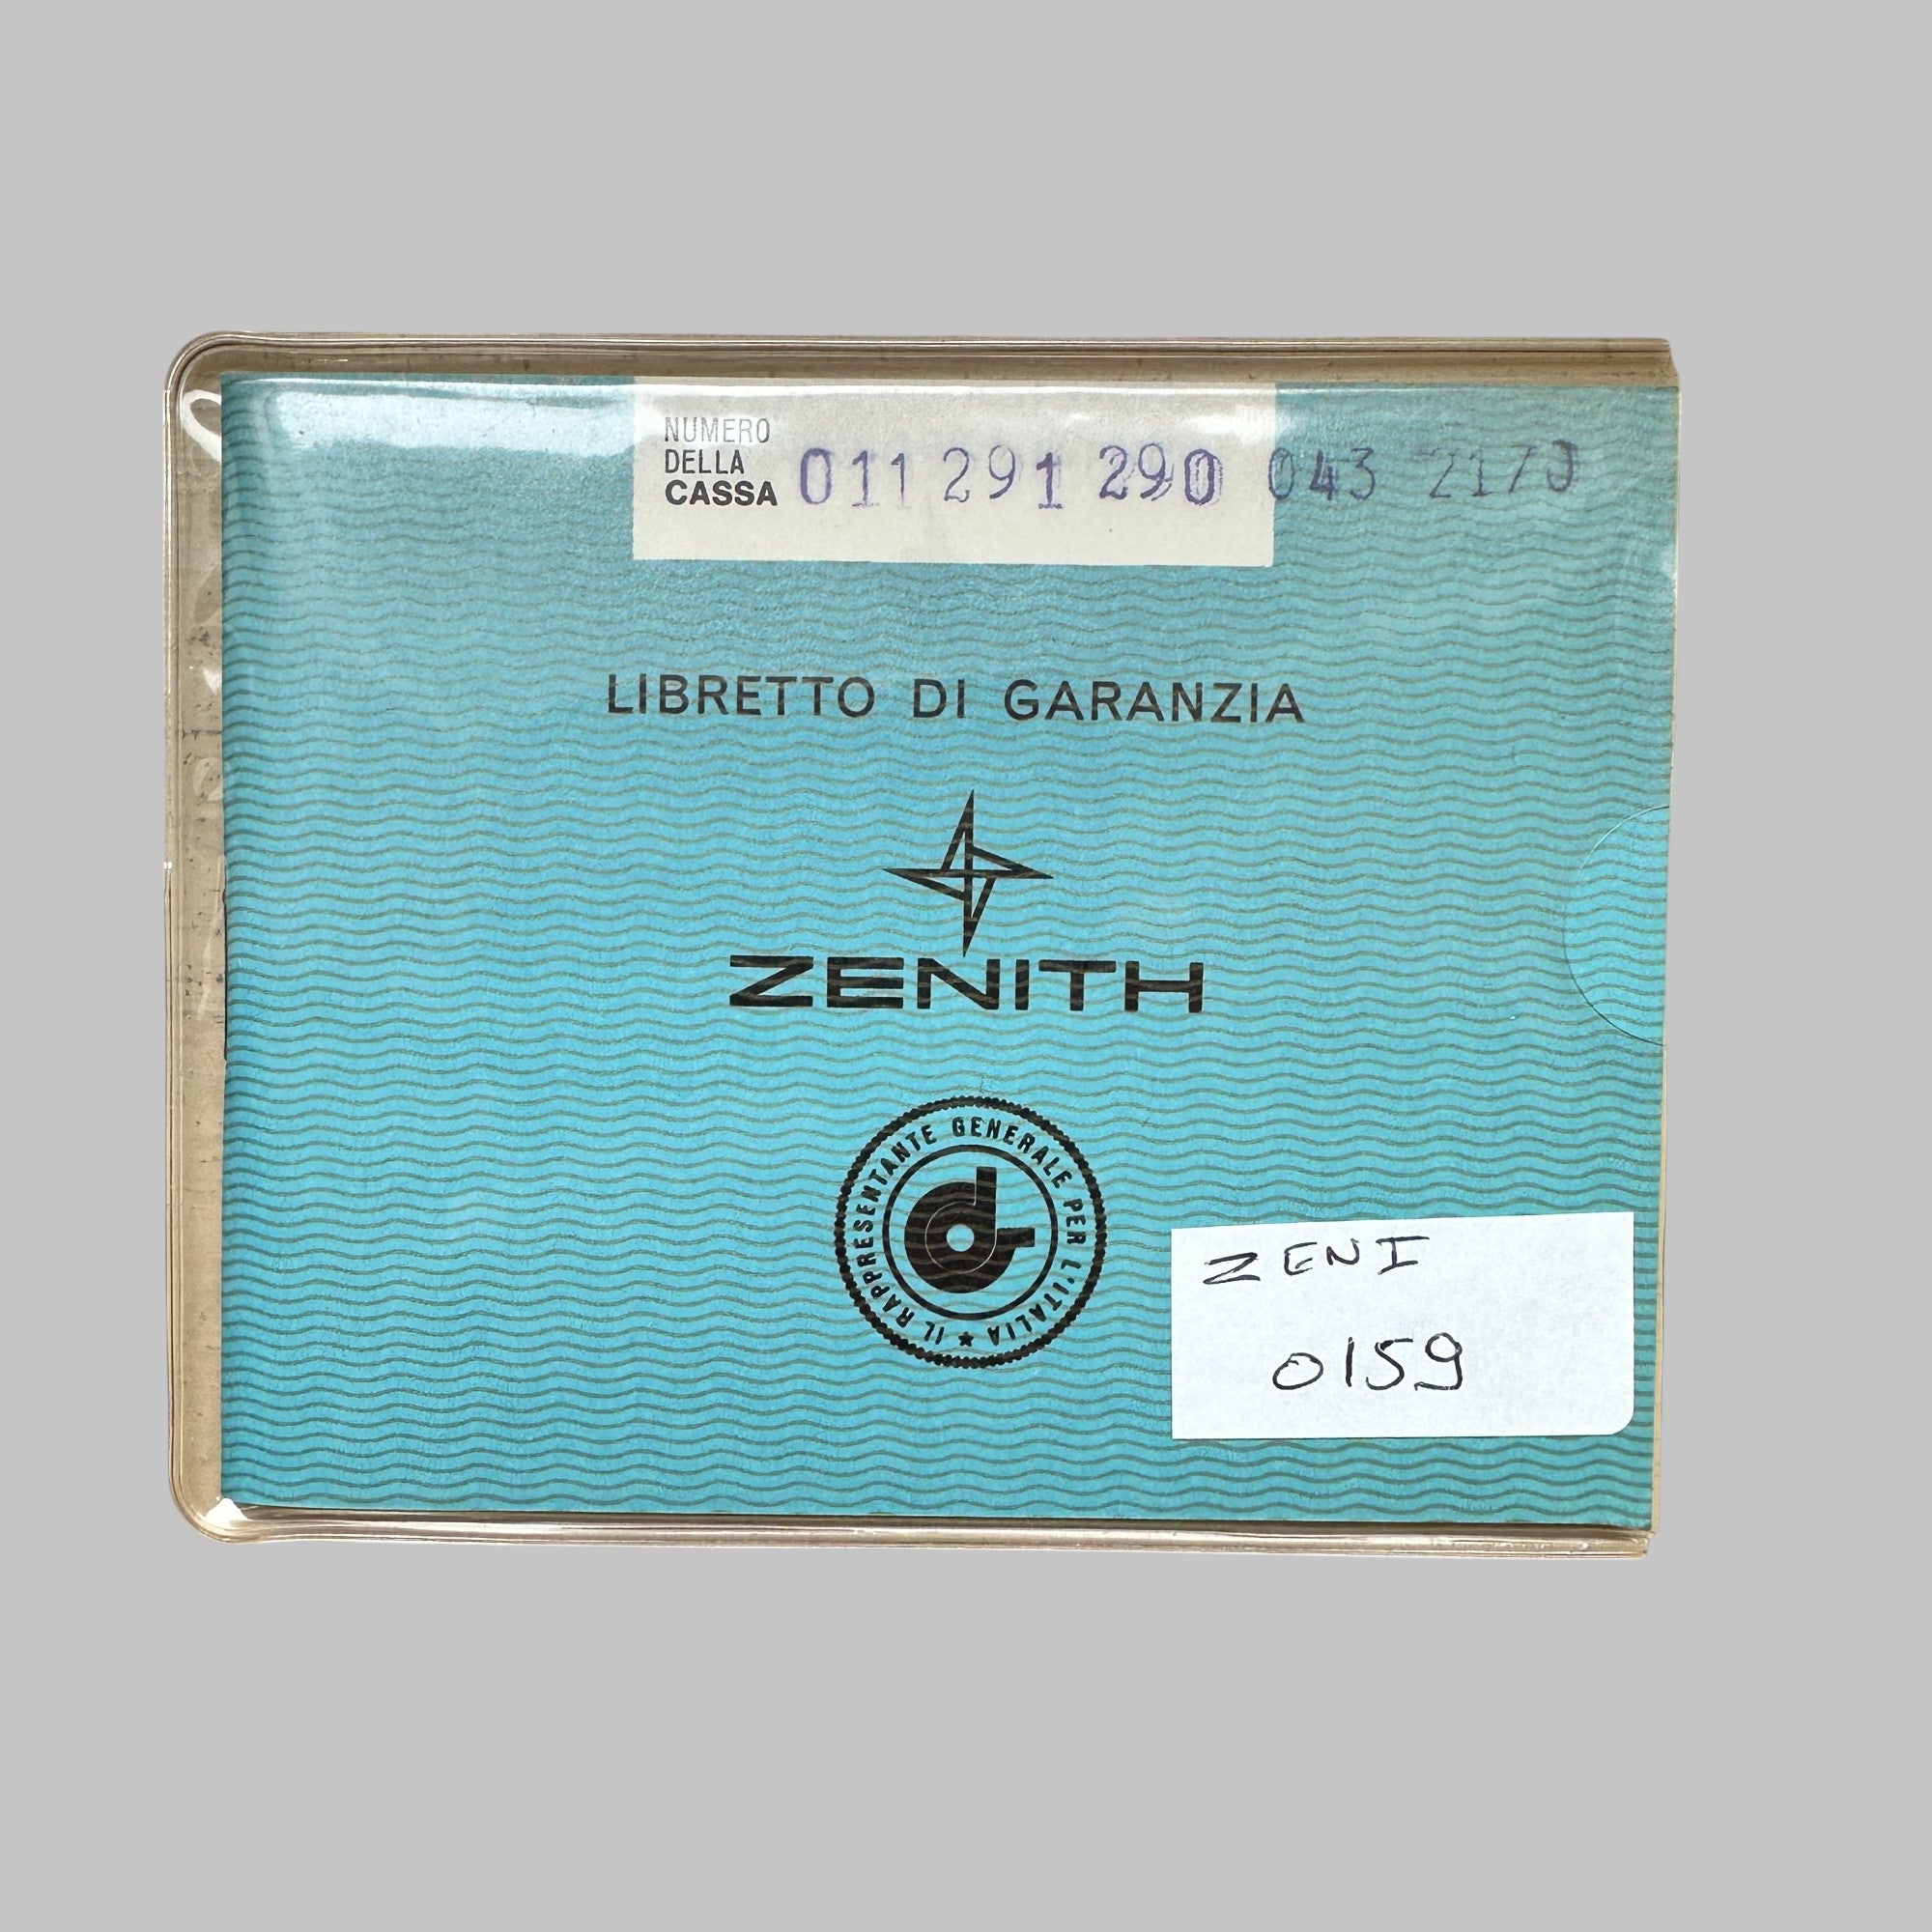 NUMERO
DELLA
CASSA 011 291 290 043 2170
LIBRETTO DI GARANZIA
ZENITH
IL RAPPRESENTANTE GENERALE PER L'ITALIA
d
ZENI
0159